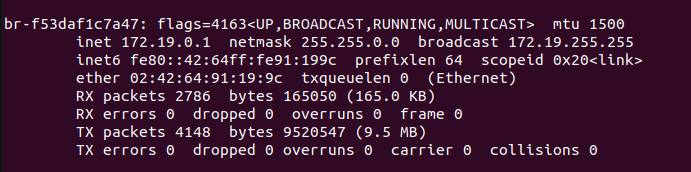 br-f53daf1c7a47: flags=4163<UP,BROADCAST,RUNNING,MULTICAST>  mtu 1500
        inet 172.19.0.1  netmask 255.255.0.0  broadcast 172.19.255.255
        inet6 fe80::42:64ff:fe91:199c  prefixlen 64  scopeid 0x20<link>
        ether 02:42:64:91:19:9c  txqueuelen 0  (Ethernet)
        RX packets 2786  bytes 165050 (165.0 KB)
        RX errors 0  dropped 0  overruns 0  frame 0
        TX packets 4148  bytes 9520547 (9.5 MB)
        TX errors 0  dropped 0 overruns 0  carrier 0  collisions 0